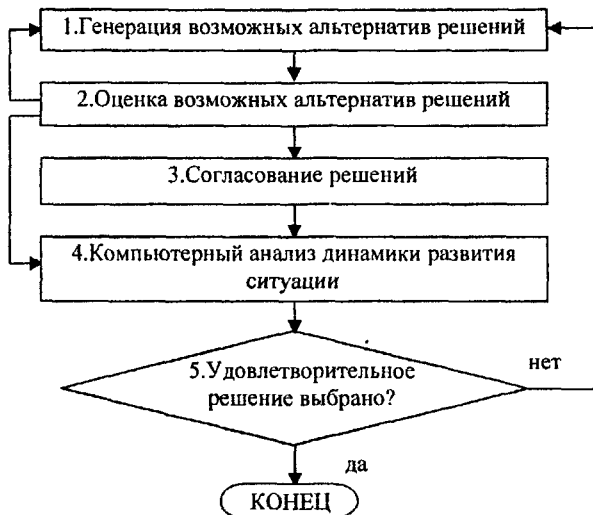 1.Генерация возможных альтернатив решений
2.Оценка возможных альтернатив решений
3.Согласование решений
4.Компьютерный анализ динамики развития
ситуации
5.Удовлетворительное
решение выбрано?
нет
да
КОНЕЦ